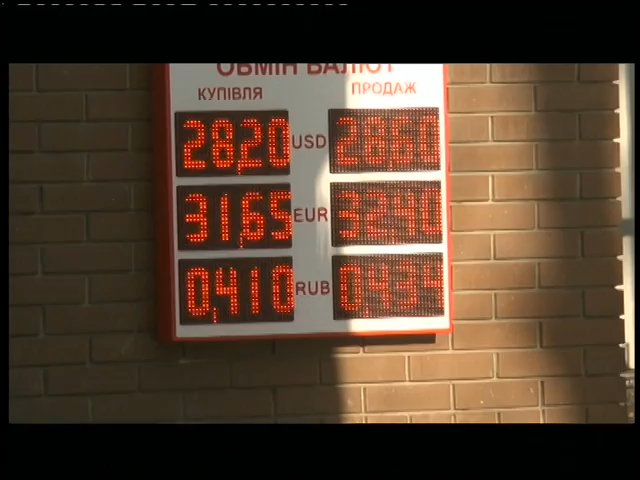 ОБМІН ВАЛЮТ
КУПІВЛЯ ПРОДАЖ
28,20 USD 28,60
31,65 EUR 32,40
0,410 RUB 0,434